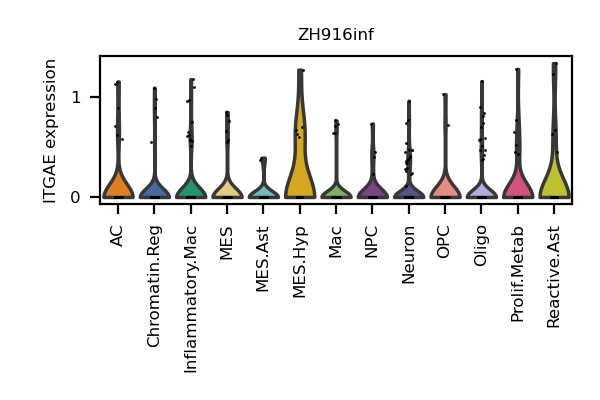 ZH916inf
ITGAE expression
1
0
AC
Chromatin.Reg
Inflammatory.Mac
MES
MES.Ast
MES.Hyp
Mac
NPC
Neuron
OPC
Oligo
Prolif.Metab
Reactive.Ast